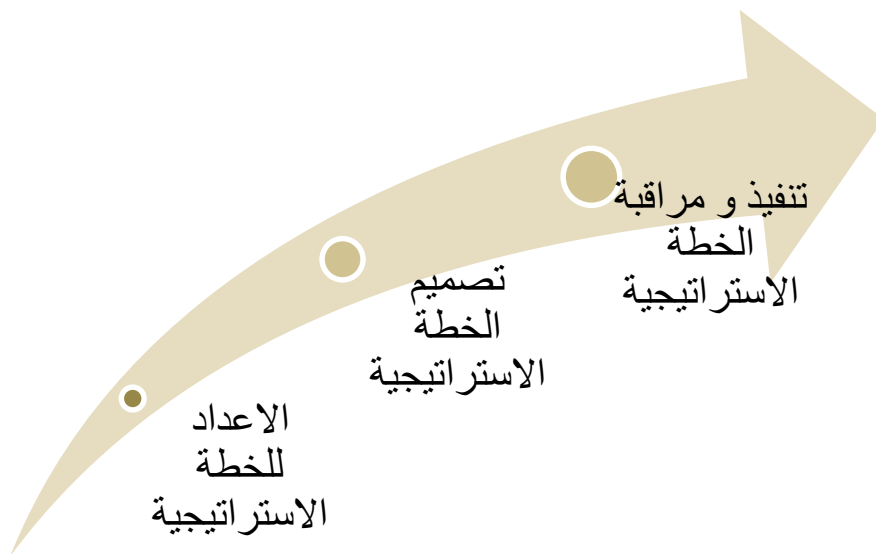 الاعداد
للخطة
الاستراتيجية
تصميم
الخطة
الاستراتيجية
تنفيذ و مراقبة
الخطة
الاستراتيجية